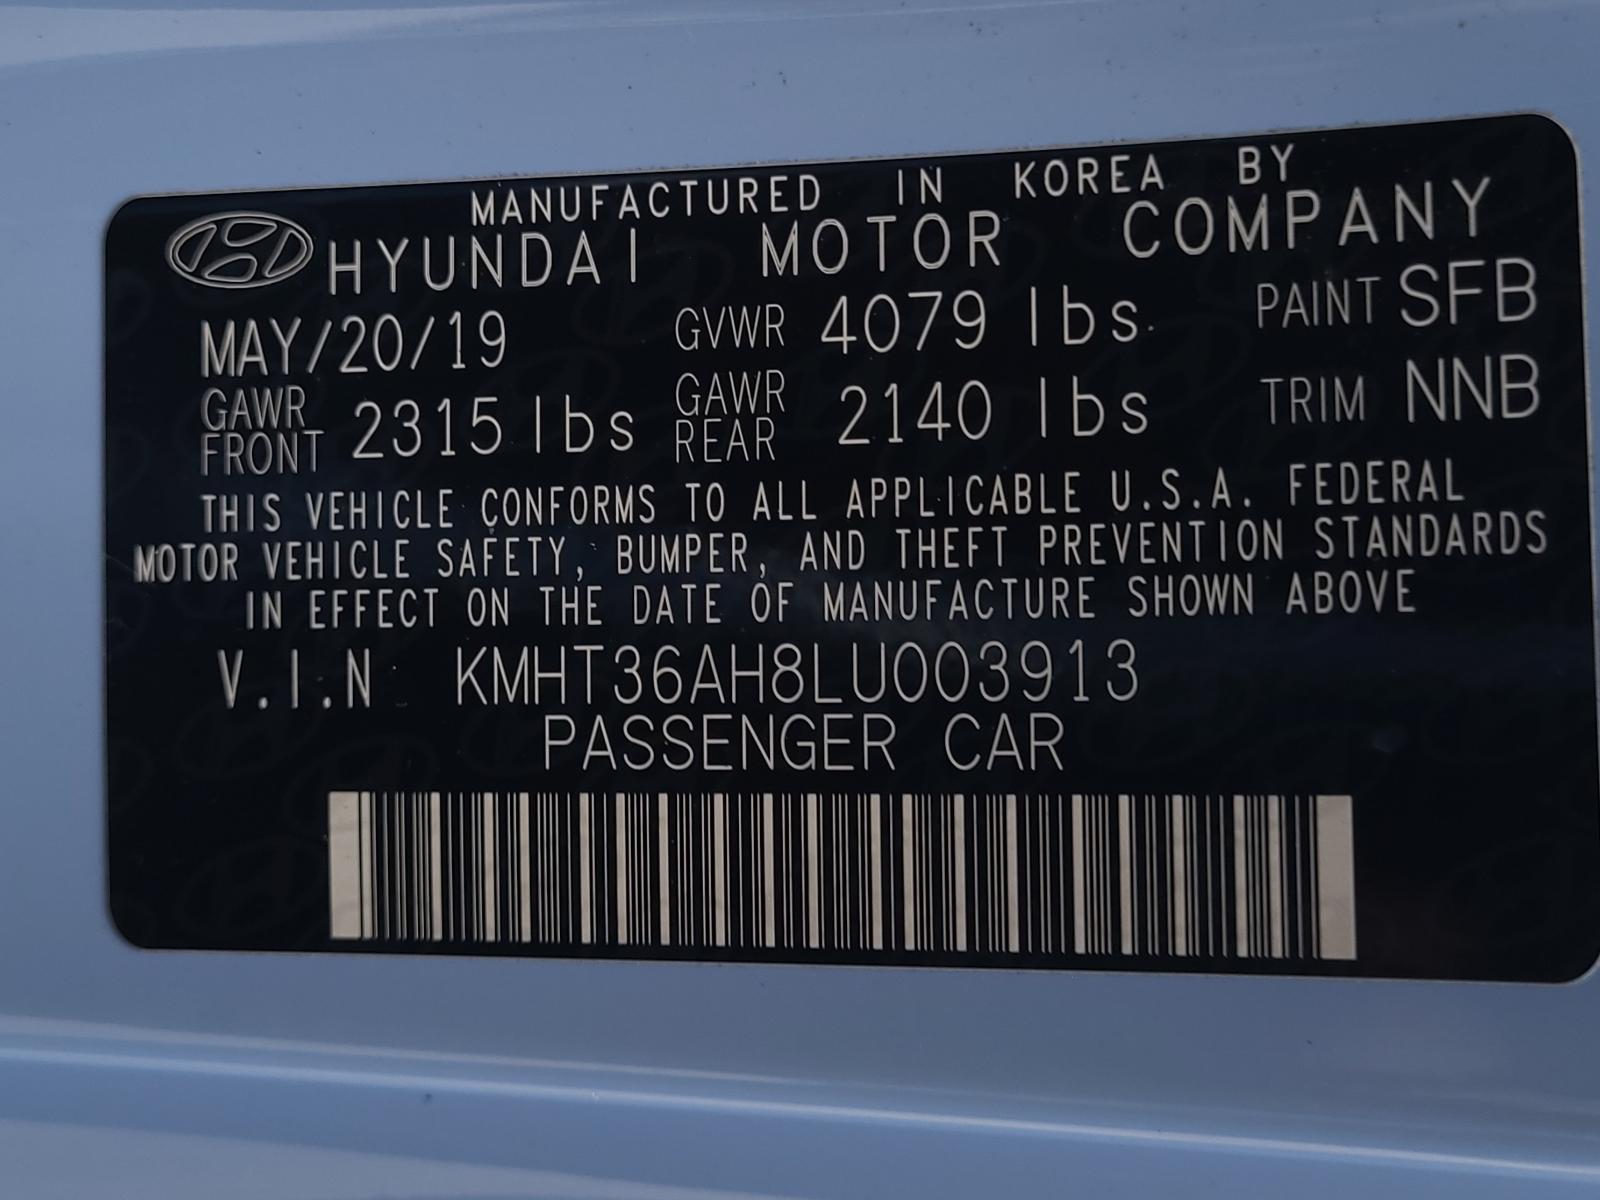 MANUFACTURED IN KOREA BY
HYUNDAI MOTOR COMPANY
MAY/20/19 GVWR 4079 lbs. PAINT SFB
GAWR FRONT 2315 lbs GAWR REAR 2140 lbs TRIM NNB
THIS VEHICLE CONFORMS TO ALL APPLICABLE U.S.A. FEDERAL
MOTOR VEHICLE SAFETY, BUMPER, AND THEFT PREVENTION STANDARDS
IN EFFECT ON THE DATE OF MANUFACTURE SHOWN ABOVE
V.I.N : KMHT36AH8LU003913
PASSENGER CAR